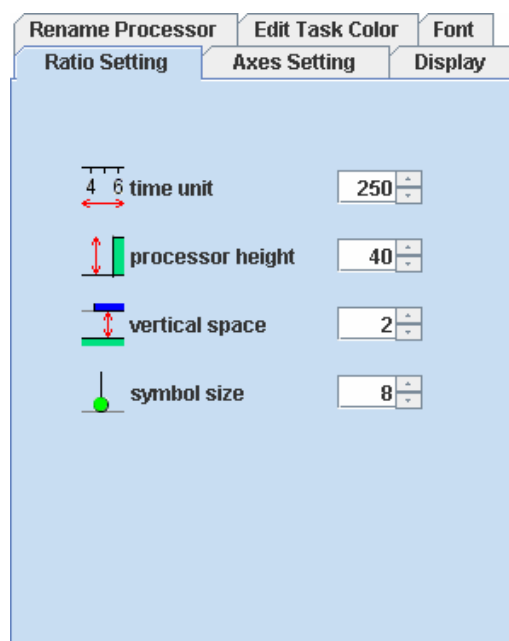 Rename Processor Edit Task Color Font
Ratio Setting Axes Setting Display
4 6 time unit 250
processor height 40
vertical space 2
symbol size 8